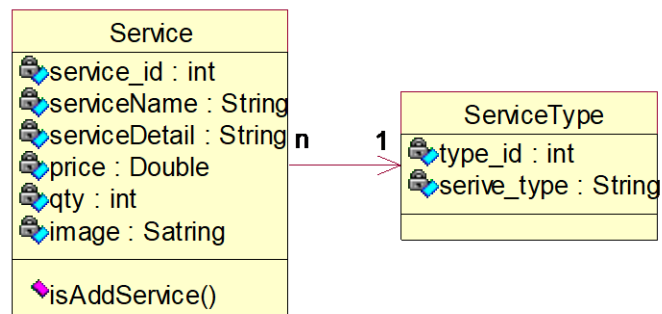 Service
service_id : int
serviceName : String
serviceDetail : String
price : Double
qty : int
image : Satring
isAddService()
n
1
ServiceType
type_id : int
serive_type : String